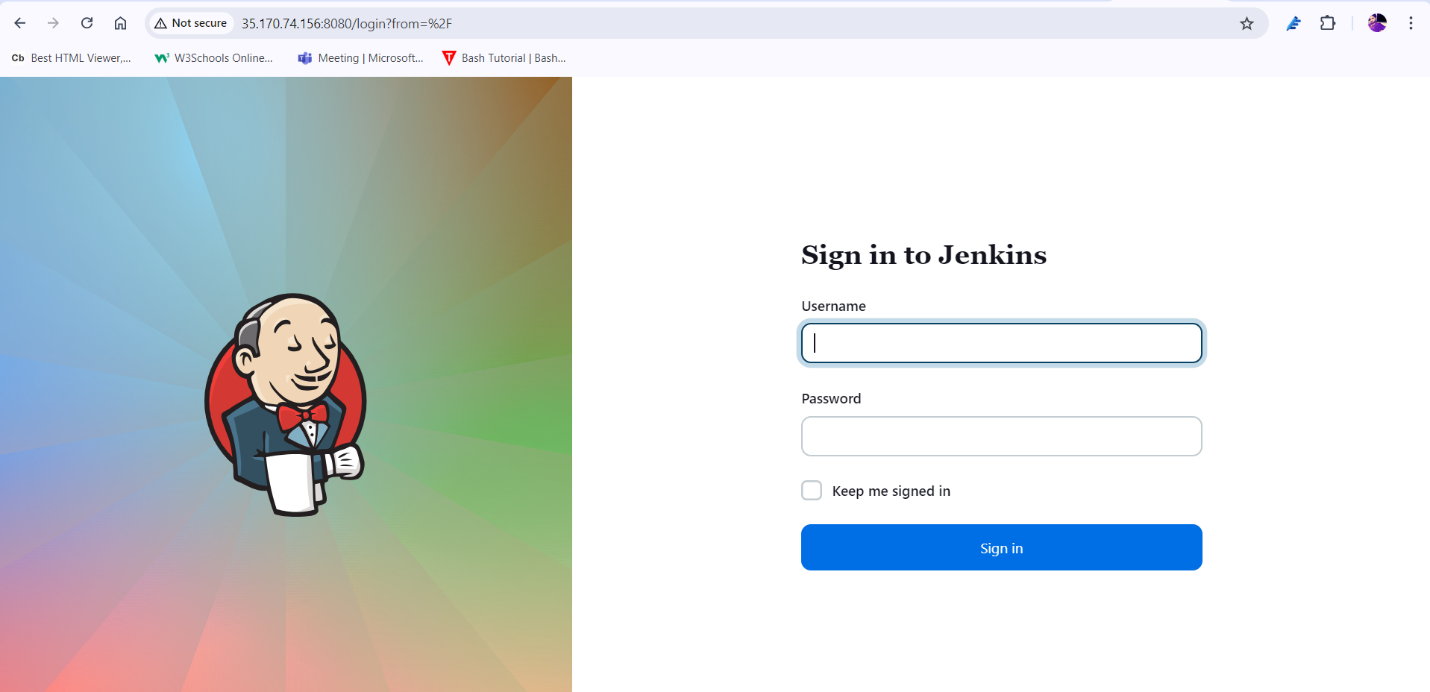 Not secure 35.170.74.156:8080/login?from=%2F
Cb Best HTML Viewer,... W3Schools Online... Meeting | Microsoft... T Bash Tutorial | Bash...
Sign in to Jenkins
Username
Password
Keep me signed in
Sign in